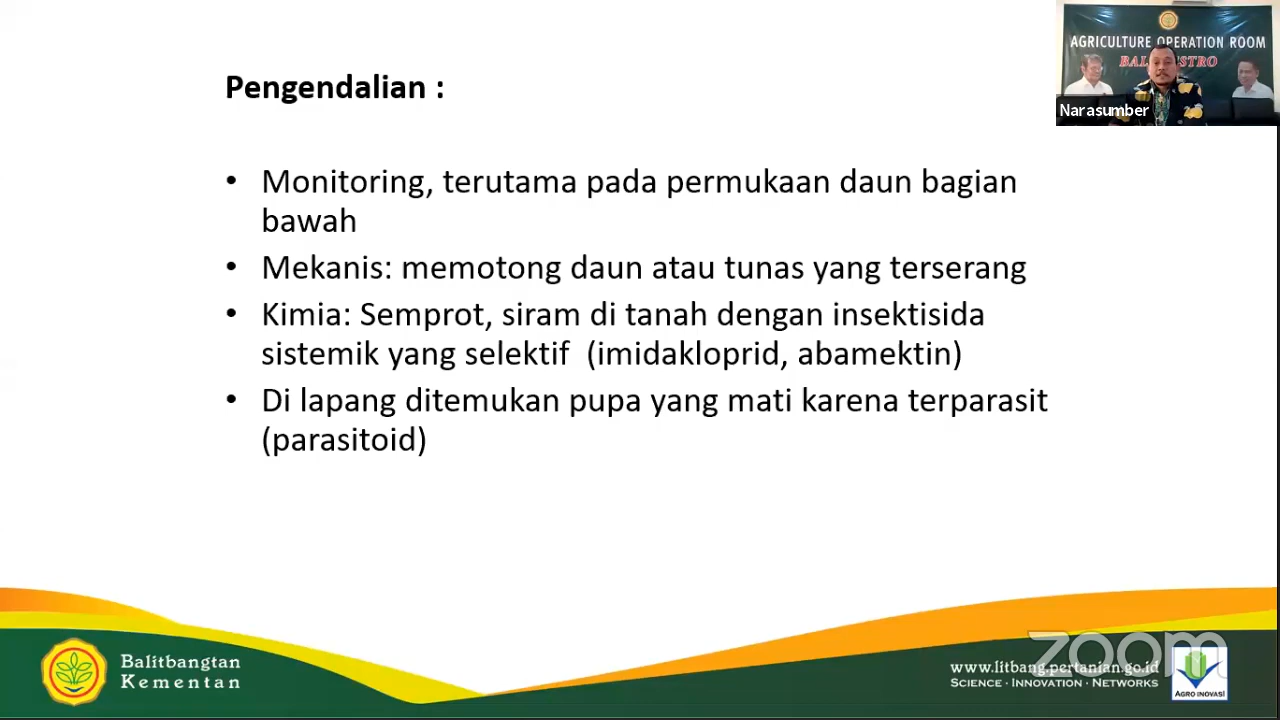 Pengendalian :
• Monitoring, terutama pada permukaan daun bagian
bawah
• Mekanis: memotong daun atau tunas yang terserang
• Kimia: Semprot, siram di tanah dengan insektisida
sistemik yang selektif (imidakloprid, abamektin)
• Di lapang ditemukan pupa yang mati karena terparasit
(parasitoid)
AGRICULTURE OPERATION ROOM
Narasumber
Balitbangtan
Kementan
zoom
www.litbang.pertanian.go.id
SCIENCE · INNOVATION · NETWORKS
AGRO INOVASI